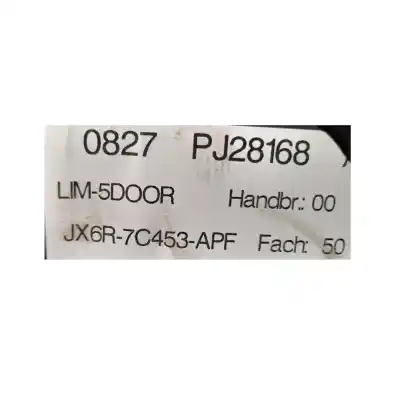 0827 PJ28168
LIM-5DOOR Handbr.: 00
JX6R-7C453-APF Fach: 50